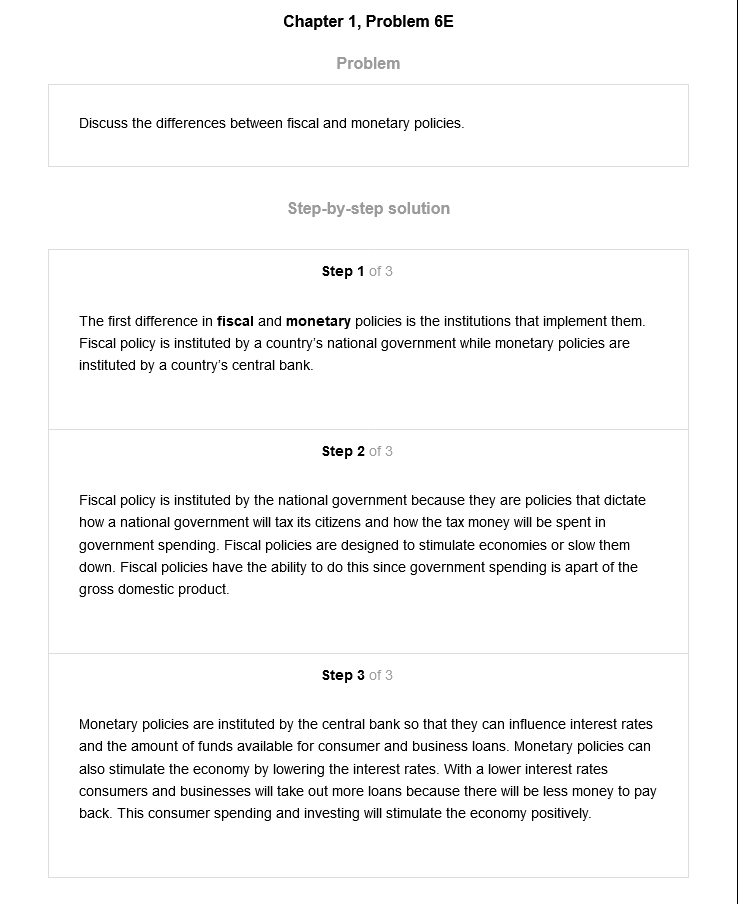 Chapter 1, Problem 6E
Problem
Discuss the differences between fiscal and monetary policies.
Step-by-step solution
Step 1 of 3
The first difference in fiscal and monetary policies is the institutions that implement them.
Fiscal policy is instituted by a country’s national government while monetary policies are
instituted by a country’s central bank.
Step 2 of 3
Fiscal policy is instituted by the national government because they are policies that dictate
how a national government will tax its citizens and how the tax money will be spent in
government spending. Fiscal policies are designed to stimulate economies or slow them
down. Fiscal policies have the ability to do this since government spending is apart of the
gross domestic product.
Step 3 of 3
Monetary policies are instituted by the central bank so that they can influence interest rates
and the amount of funds available for consumer and business loans. Monetary policies can
also stimulate the economy by lowering the interest rates. With a lower interest rates
consumers and businesses will take out more loans because there will be less money to pay
back. This consumer spending and investing will stimulate the economy positively.